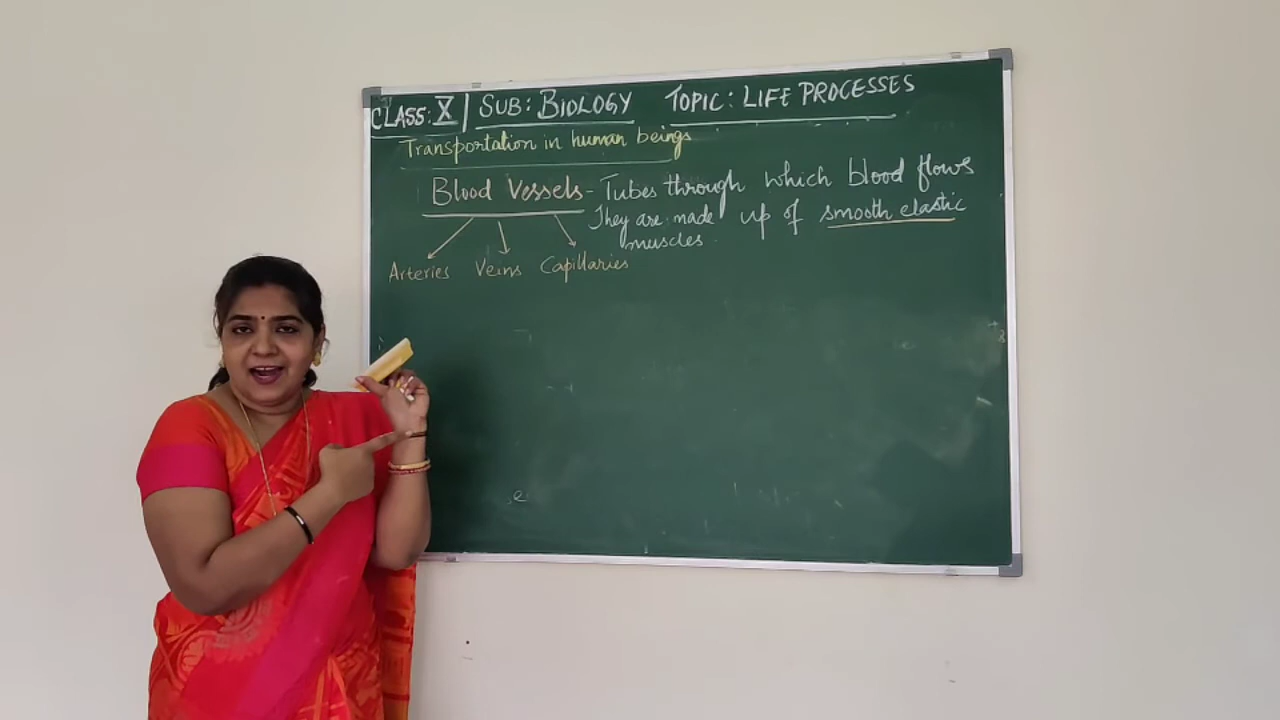 CLASS: X | SUB: BIOLOGY TOPIC: LIFE PROCESSES
Transportation in human beings
Blood Vessels - Tubes through which blood flows
They are made up of smooth elastic
muscles.
Arteries Veins Capillaries